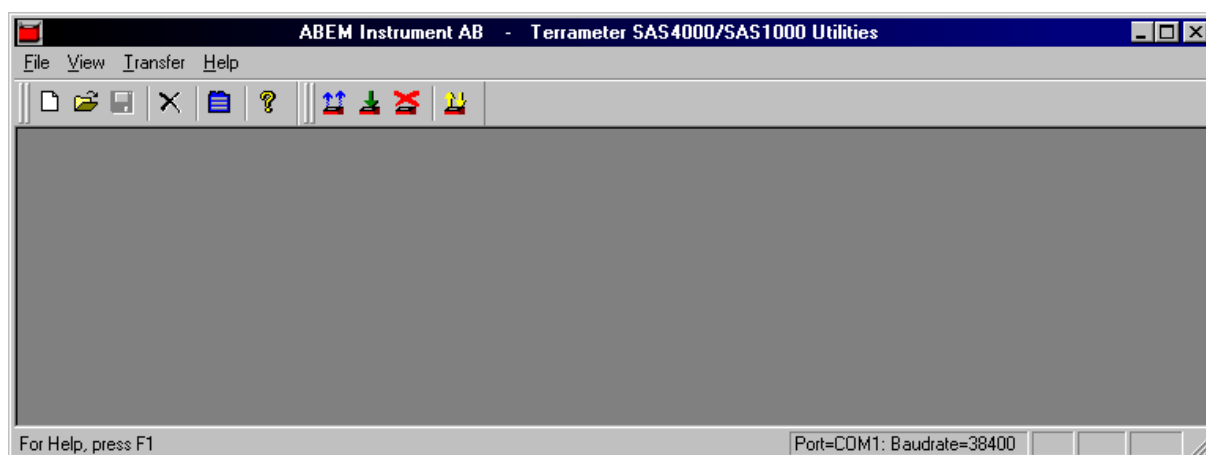 ABEM Instrument AB - Terrameter SAS4000/SAS1000 Utilities
File View Transfer Help
For Help, press F1 Port=COM1: Baudrate=38400